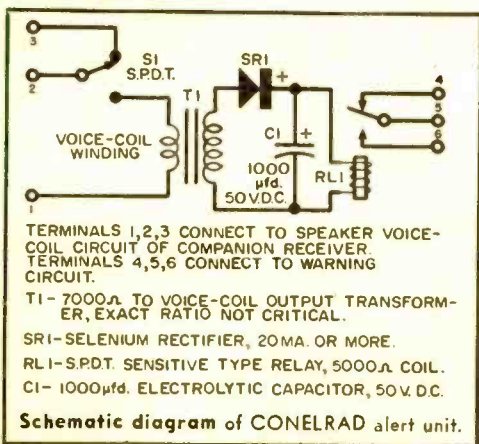 3
S1
S.P.D.T.
2
VOICE-COIL
WINDING
1
T1
SR1
+
C1
+
1000
µfd.
50 V.D.C.
RL1
4
5
6
TERMINALS 1,2,3 CONNECT TO SPEAKER VOICE-
COIL CIRCUIT OF COMPANION RECEIVER.
TERMINALS 4,5,6 CONNECT TO WARNING
CIRCUIT.
T1- 7000Ω TO VOICE-COIL OUTPUT TRANSFORM-
ER, EXACT RATIO NOT CRITICAL.
SR1-SELENIUM RECTIFIER, 20MA. OR MORE.
RL1-S.P.D.T. SENSITIVE TYPE RELAY, 5000Ω COIL.
C1- 1000µfd. ELECTROLYTIC CAPACITOR, 50V. D.C.
Schematic diagram of CONELRAD alert unit.